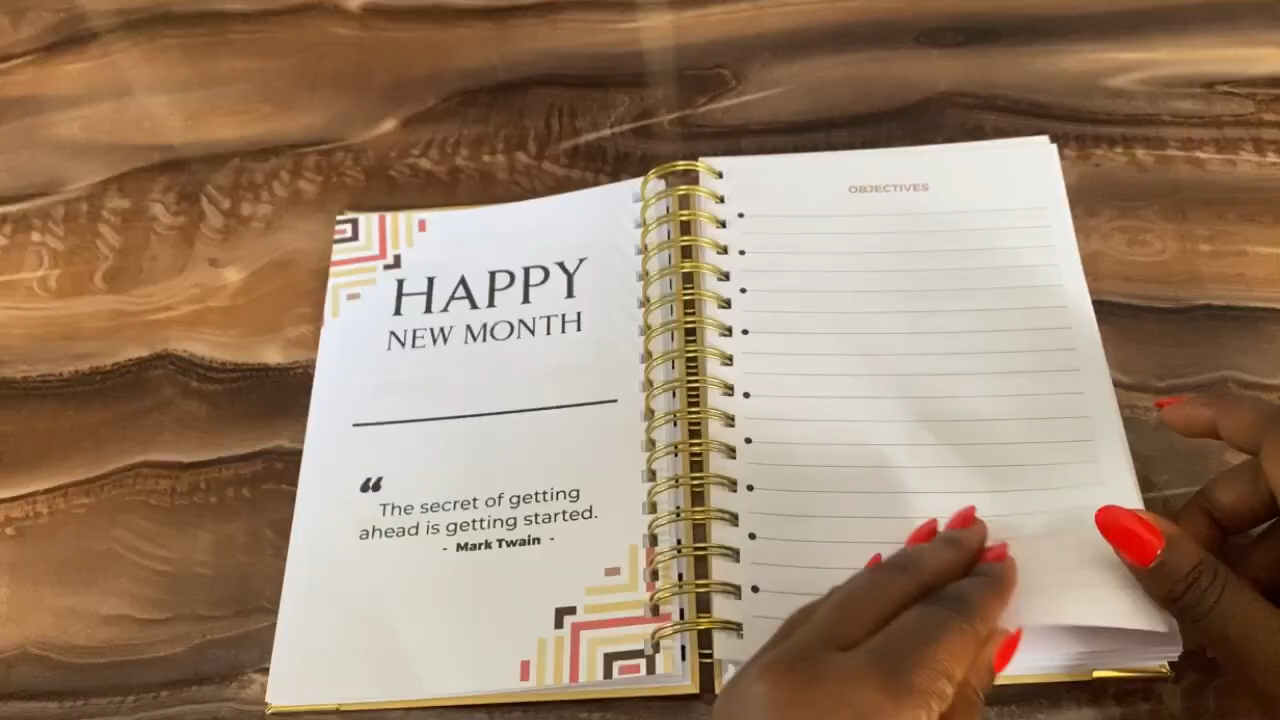 HAPPY
NEW MONTH
“
The secret of getting
ahead is getting started.
- Mark Twain -
OBJECTIVES